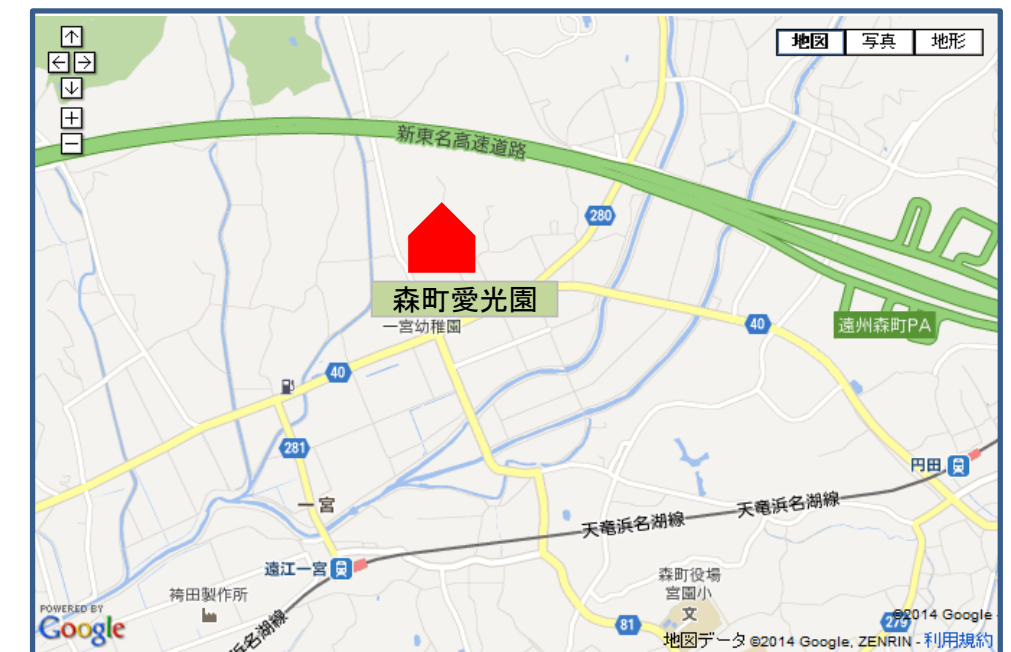 ↑
← →
↓
+
−
地図 写真 地形
新東名高速道路
280
森町愛光園
一宮幼稚園
40
遠州森町PA
40
281
円田
一宮
天竜浜名湖線
天竜浜名湖線
遠江一宮
森町役場
宮園小
文
袴田製作所
浜名湖線
81
279
©2014 Google -
POWERED BY
Google
地図データ ©2014 Google, ZENRIN - 利用規約